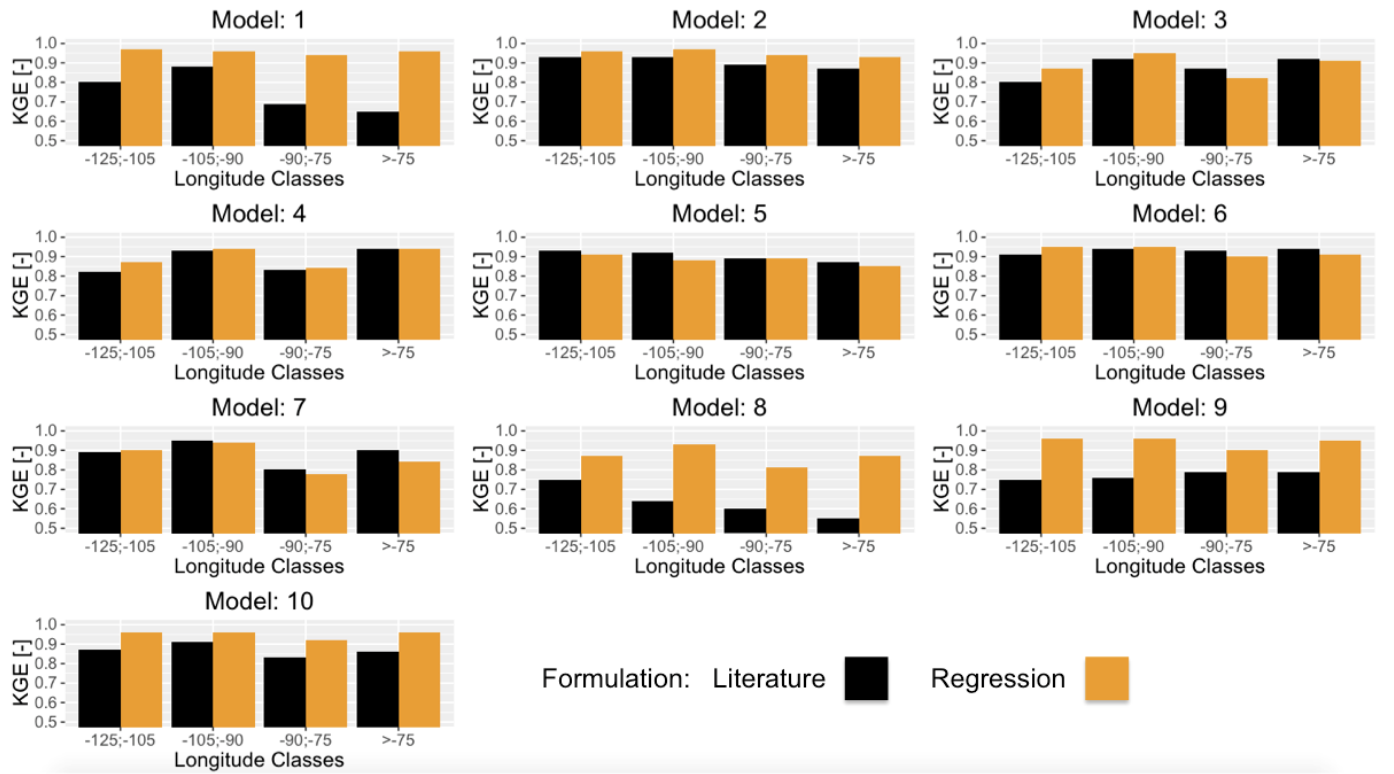 Model: 1
KGE [-]
1.0
0.9
0.8
0.7
0.6
0.5
-125;-105 -105;-90 -90;-75 >-75
Longitude Classes
Model: 2
KGE [-]
1.0
0.9
0.8
0.7
0.6
0.5
-125;-105 -105;-90 -90;-75 >-75
Longitude Classes
Model: 3
KGE [-]
1.0
0.9
0.8
0.7
0.6
0.5
-125;-105 -105;-90 -90;-75 >-75
Longitude Classes
Model: 4
KGE [-]
1.0
0.9
0.8
0.7
0.6
0.5
-125;-105 -105;-90 -90;-75 >-75
Longitude Classes
Model: 5
KGE [-]
1.0
0.9
0.8
0.7
0.6
0.5
-125;-105 -105;-90 -90;-75 >-75
Longitude Classes
Model: 6
KGE [-]
1.0
0.9
0.8
0.7
0.6
0.5
-125;-105 -105;-90 -90;-75 >-75
Longitude Classes
Model: 7
KGE [-]
1.0
0.9
0.8
0.7
0.6
0.5
-125;-105 -105;-90 -90;-75 >-75
Longitude Classes
Model: 8
KGE [-]
1.0
0.9
0.8
0.7
0.6
0.5
-125;-105 -105;-90 -90;-75 >-75
Longitude Classes
Model: 9
KGE [-]
1.0
0.9
0.8
0.7
0.6
0.5
-125;-105 -105;-90 -90;-75 >-75
Longitude Classes
Model: 10
KGE [-]
1.0
0.9
0.8
0.7
0.6
0.5
-125;-105 -105;-90 -90;-75 >-75
Longitude Classes
Formulation: Literature Regression